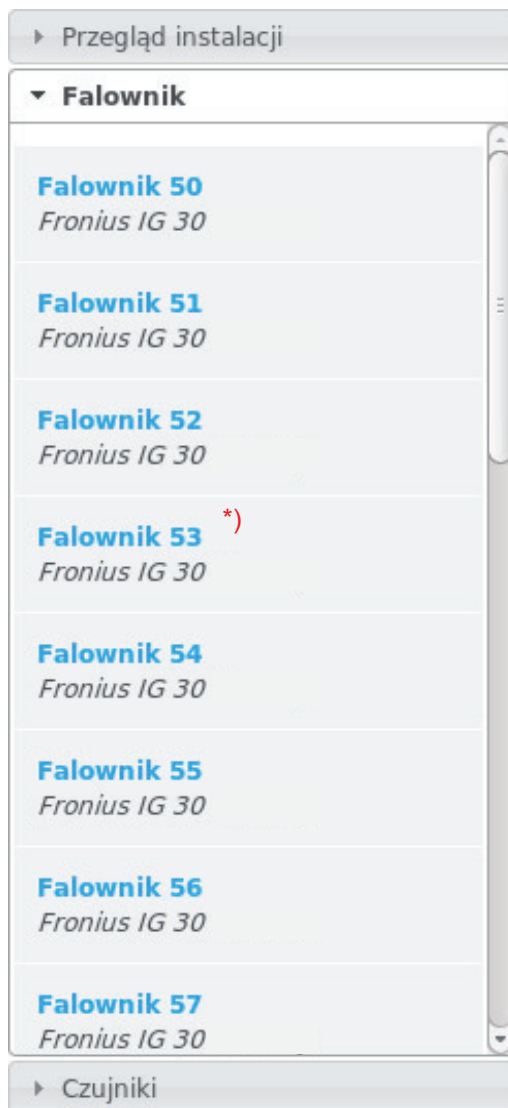 Przegląd instalacji
Falownik
Falownik 50
Fronius IG 30
Falownik 51
Fronius IG 30
Falownik 52
Fronius IG 30
Falownik 53 *)
Fronius IG 30
Falownik 54
Fronius IG 30
Falownik 55
Fronius IG 30
Falownik 56
Fronius IG 30
Falownik 57
Fronius IG 30
Czujniki